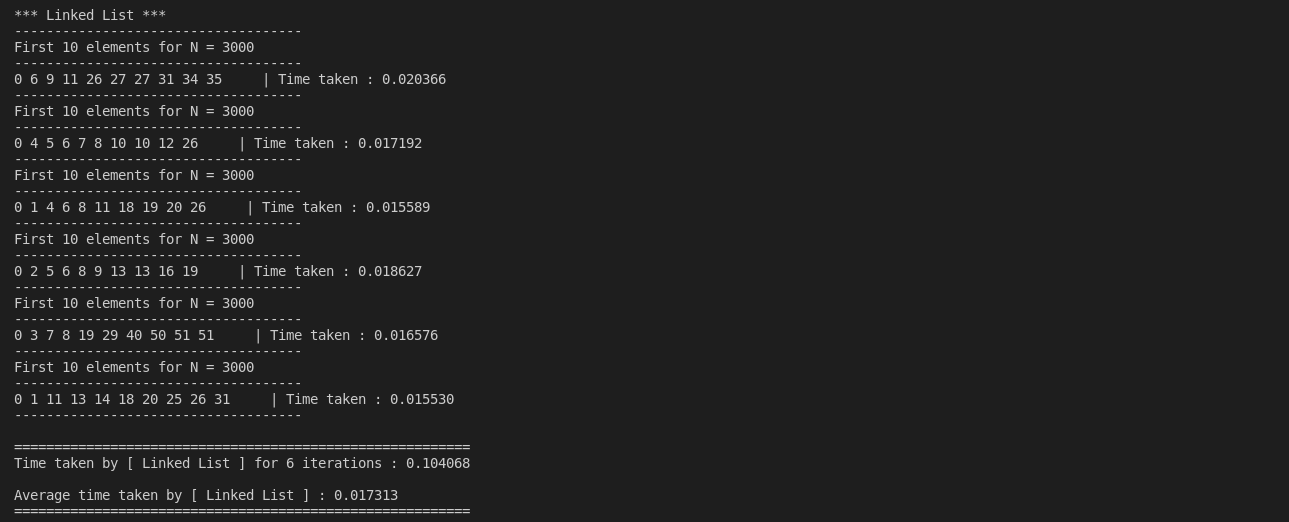 *** Linked List ***
------------------------------------
First 10 elements for N = 3000
------------------------------------
0 6 9 11 26 27 27 31 34 35     | Time taken : 0.020366
------------------------------------
First 10 elements for N = 3000
------------------------------------
0 4 5 6 7 8 10 10 12 26     | Time taken : 0.017192
------------------------------------
First 10 elements for N = 3000
------------------------------------
0 1 4 6 8 11 18 19 20 26     | Time taken : 0.015589
------------------------------------
First 10 elements for N = 3000
------------------------------------
0 2 5 6 8 9 13 13 16 19     | Time taken : 0.018627
------------------------------------
First 10 elements for N = 3000
------------------------------------
0 3 7 8 19 29 40 50 51 51     | Time taken : 0.016576
------------------------------------
First 10 elements for N = 3000
------------------------------------
0 1 11 13 14 18 20 25 26 31     | Time taken : 0.015530
------------------------------------
=========================================================
Time taken by [ Linked List ] for 6 iterations : 0.104068
Average time taken by [ Linked List ] : 0.017313
=========================================================